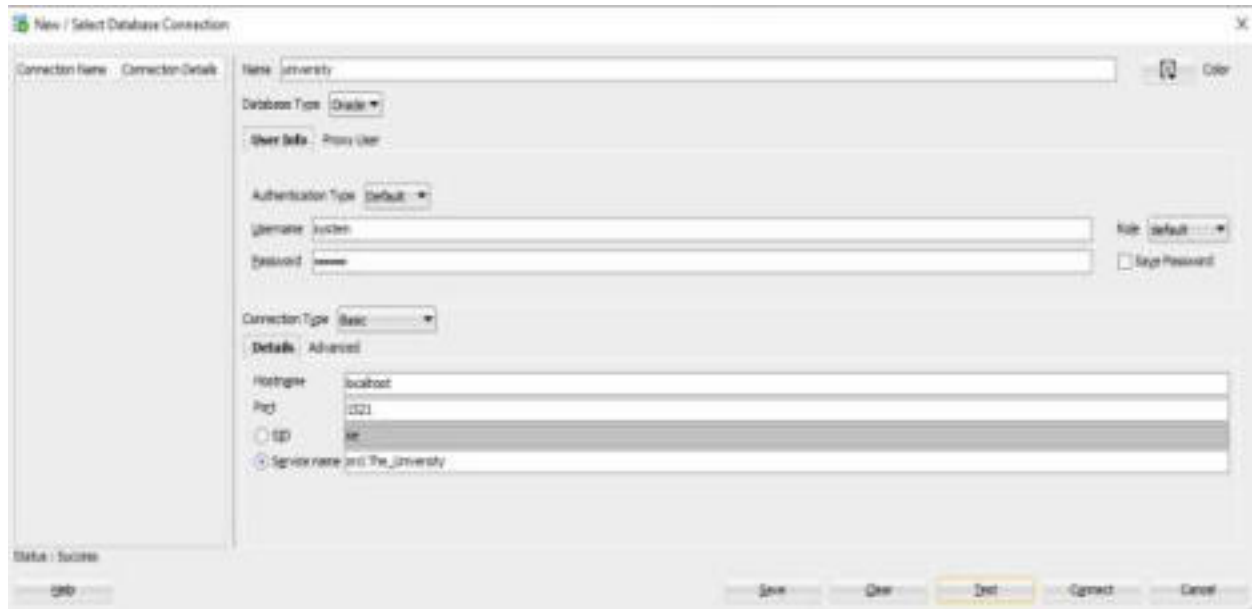 New / Select Database Connection
Connection Name Connection Details
Name university
Color
Database Type Oracle
User Info Proxy User
Authentication Type Default
Username system
Role default
Password
Save Password
Connection Type Basic
Details Advanced
Hostname localhost
Port 1521
SID xe
Service name The_University
Status : Success
Help Save Clear Test Connect Cancel